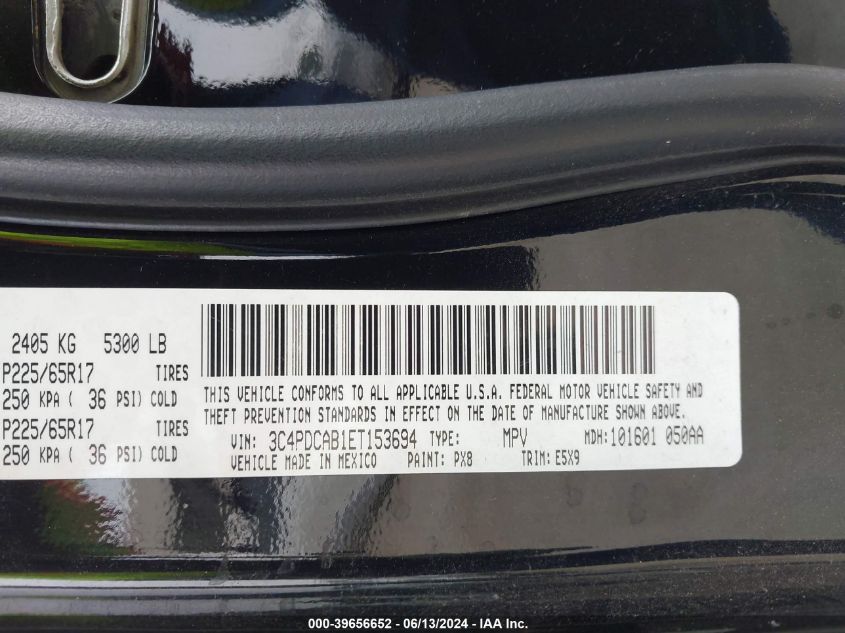 2405 KG 5300 LB
P225/65R17 TIRES
250 KPA ( 36 PSI) COLD
P225/65R17 TIRES
250 KPA ( 36 PSI) COLD
THIS VEHICLE CONFORMS TO ALL APPLICABLE U.S.A. FEDERAL MOTOR VEHICLE SAFETY AND
THEFT PREVENTION STANDARDS IN EFFECT ON THE DATE OF MANUFACTURE SHOWN ABOVE.
VIN: 3C4PDCAB1ET153694 TYPE: MPV MDH:101601 050AA
VEHICLE MADE IN MEXICO PAINT: PX8 TRIM: E5X9
000-39656652 - 06/13/2024 - IAA Inc.